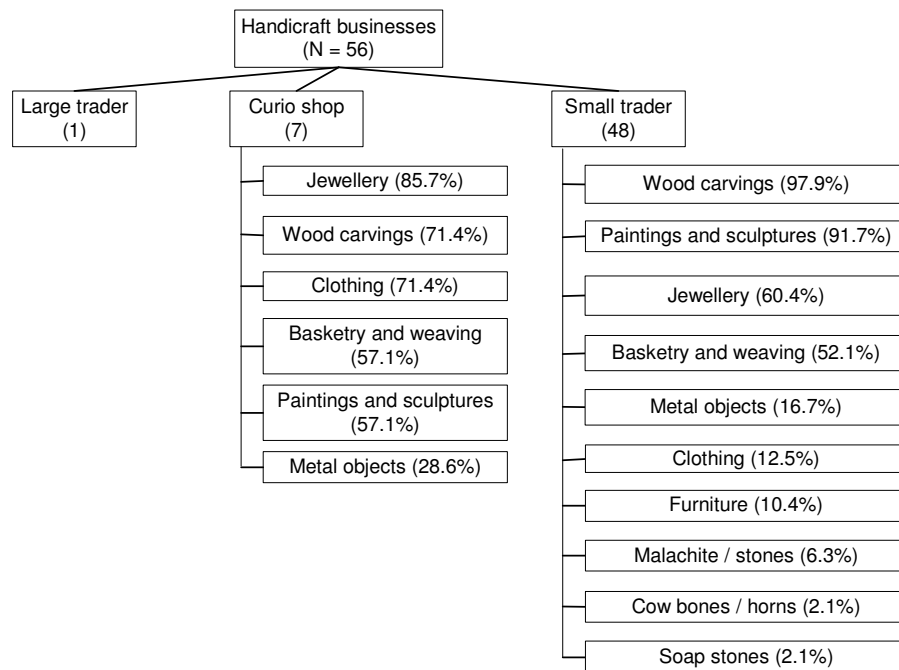 Handicraft businesses
(N = 56)
Large trader
(1)
Curio shop
(7)
Small trader
(48)
Jewellery (85.7%)
Wood carvings (71.4%)
Clothing (71.4%)
Basketry and weaving
(57.1%)
Paintings and sculptures
(57.1%)
Metal objects (28.6%)
Wood carvings (97.9%)
Paintings and sculptures (91.7%)
Jewellery (60.4%)
Basketry and weaving (52.1%)
Metal objects (16.7%)
Clothing (12.5%)
Furniture (10.4%)
Malachite / stones (6.3%)
Cow bones / horns (2.1%)
Soap stones (2.1%)